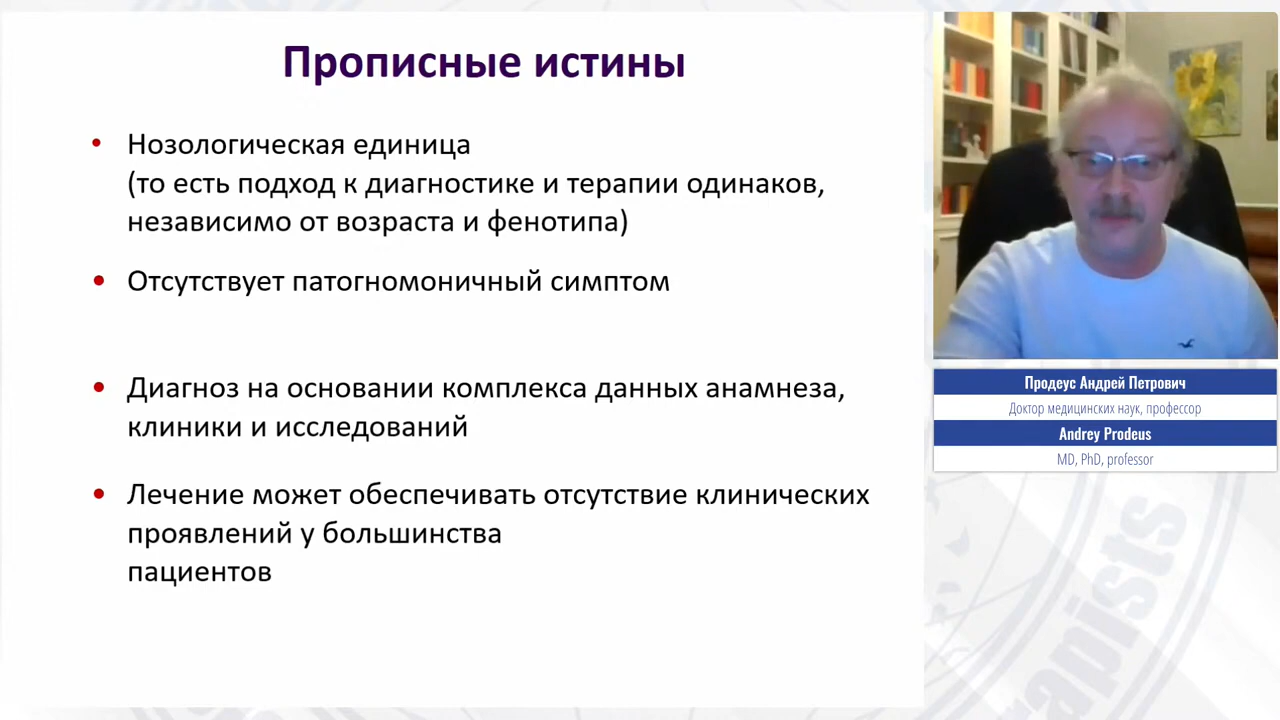 Прописные истины
• Нозологическая единица
(то есть подход к диагностике и терапии одинаков,
независимо от возраста и фенотипа)
• Отсутствует патогномоничный симптом
• Диагноз на основании комплекса данных анамнеза,
клиники и исследований
• Лечение может обеспечивать отсутствие клинических
проявлений у большинства
пациентов
Продеус Андрей Петрович
Доктор медицинских наук, профессор
Andrey Prodeus
MD, PhD, professor